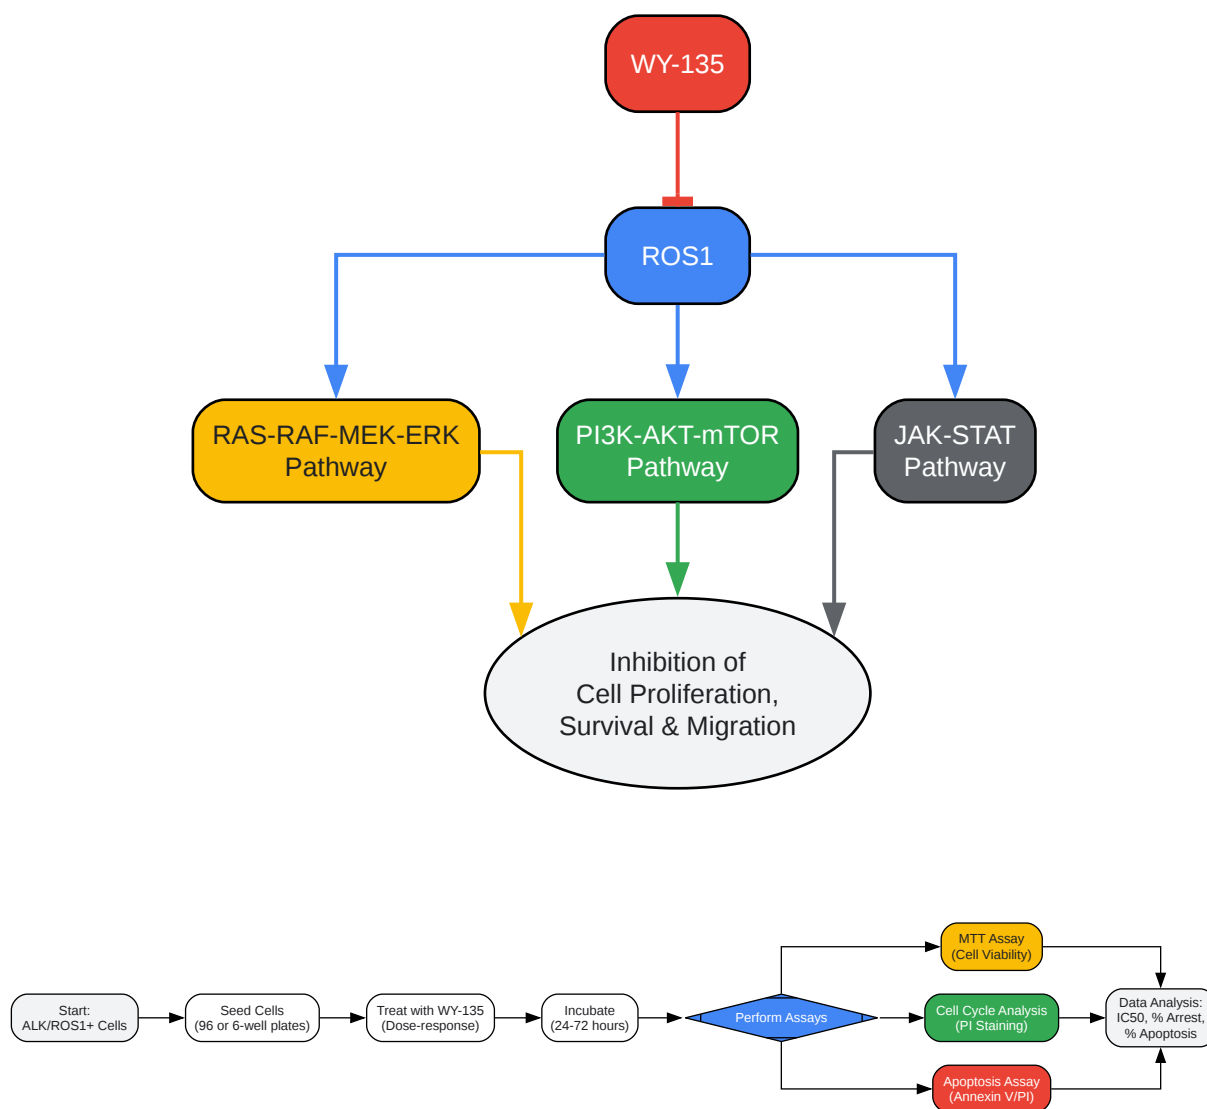 WY-135
ROS1
RAS-RAF-MEK-ERK
Pathway
PI3K-AKT-mTOR
Pathway
JAK-STAT
Pathway
Inhibition of
Cell Proliferation,
Survival & Migration
Start:
ALK/ROS1+ Cells
Seed Cells
(96 or 6-well plates)
Treat with WY-135
(Dose-response)
Incubate
(24-72 hours)
Perform Assays
MTT Assay
(Cell Viability)
Cell Cycle Analysis
(PI Staining)
Apoptosis Assay
(Annexin V/PI)
Data Analysis:
IC50, % Arrest,
% Apoptosis